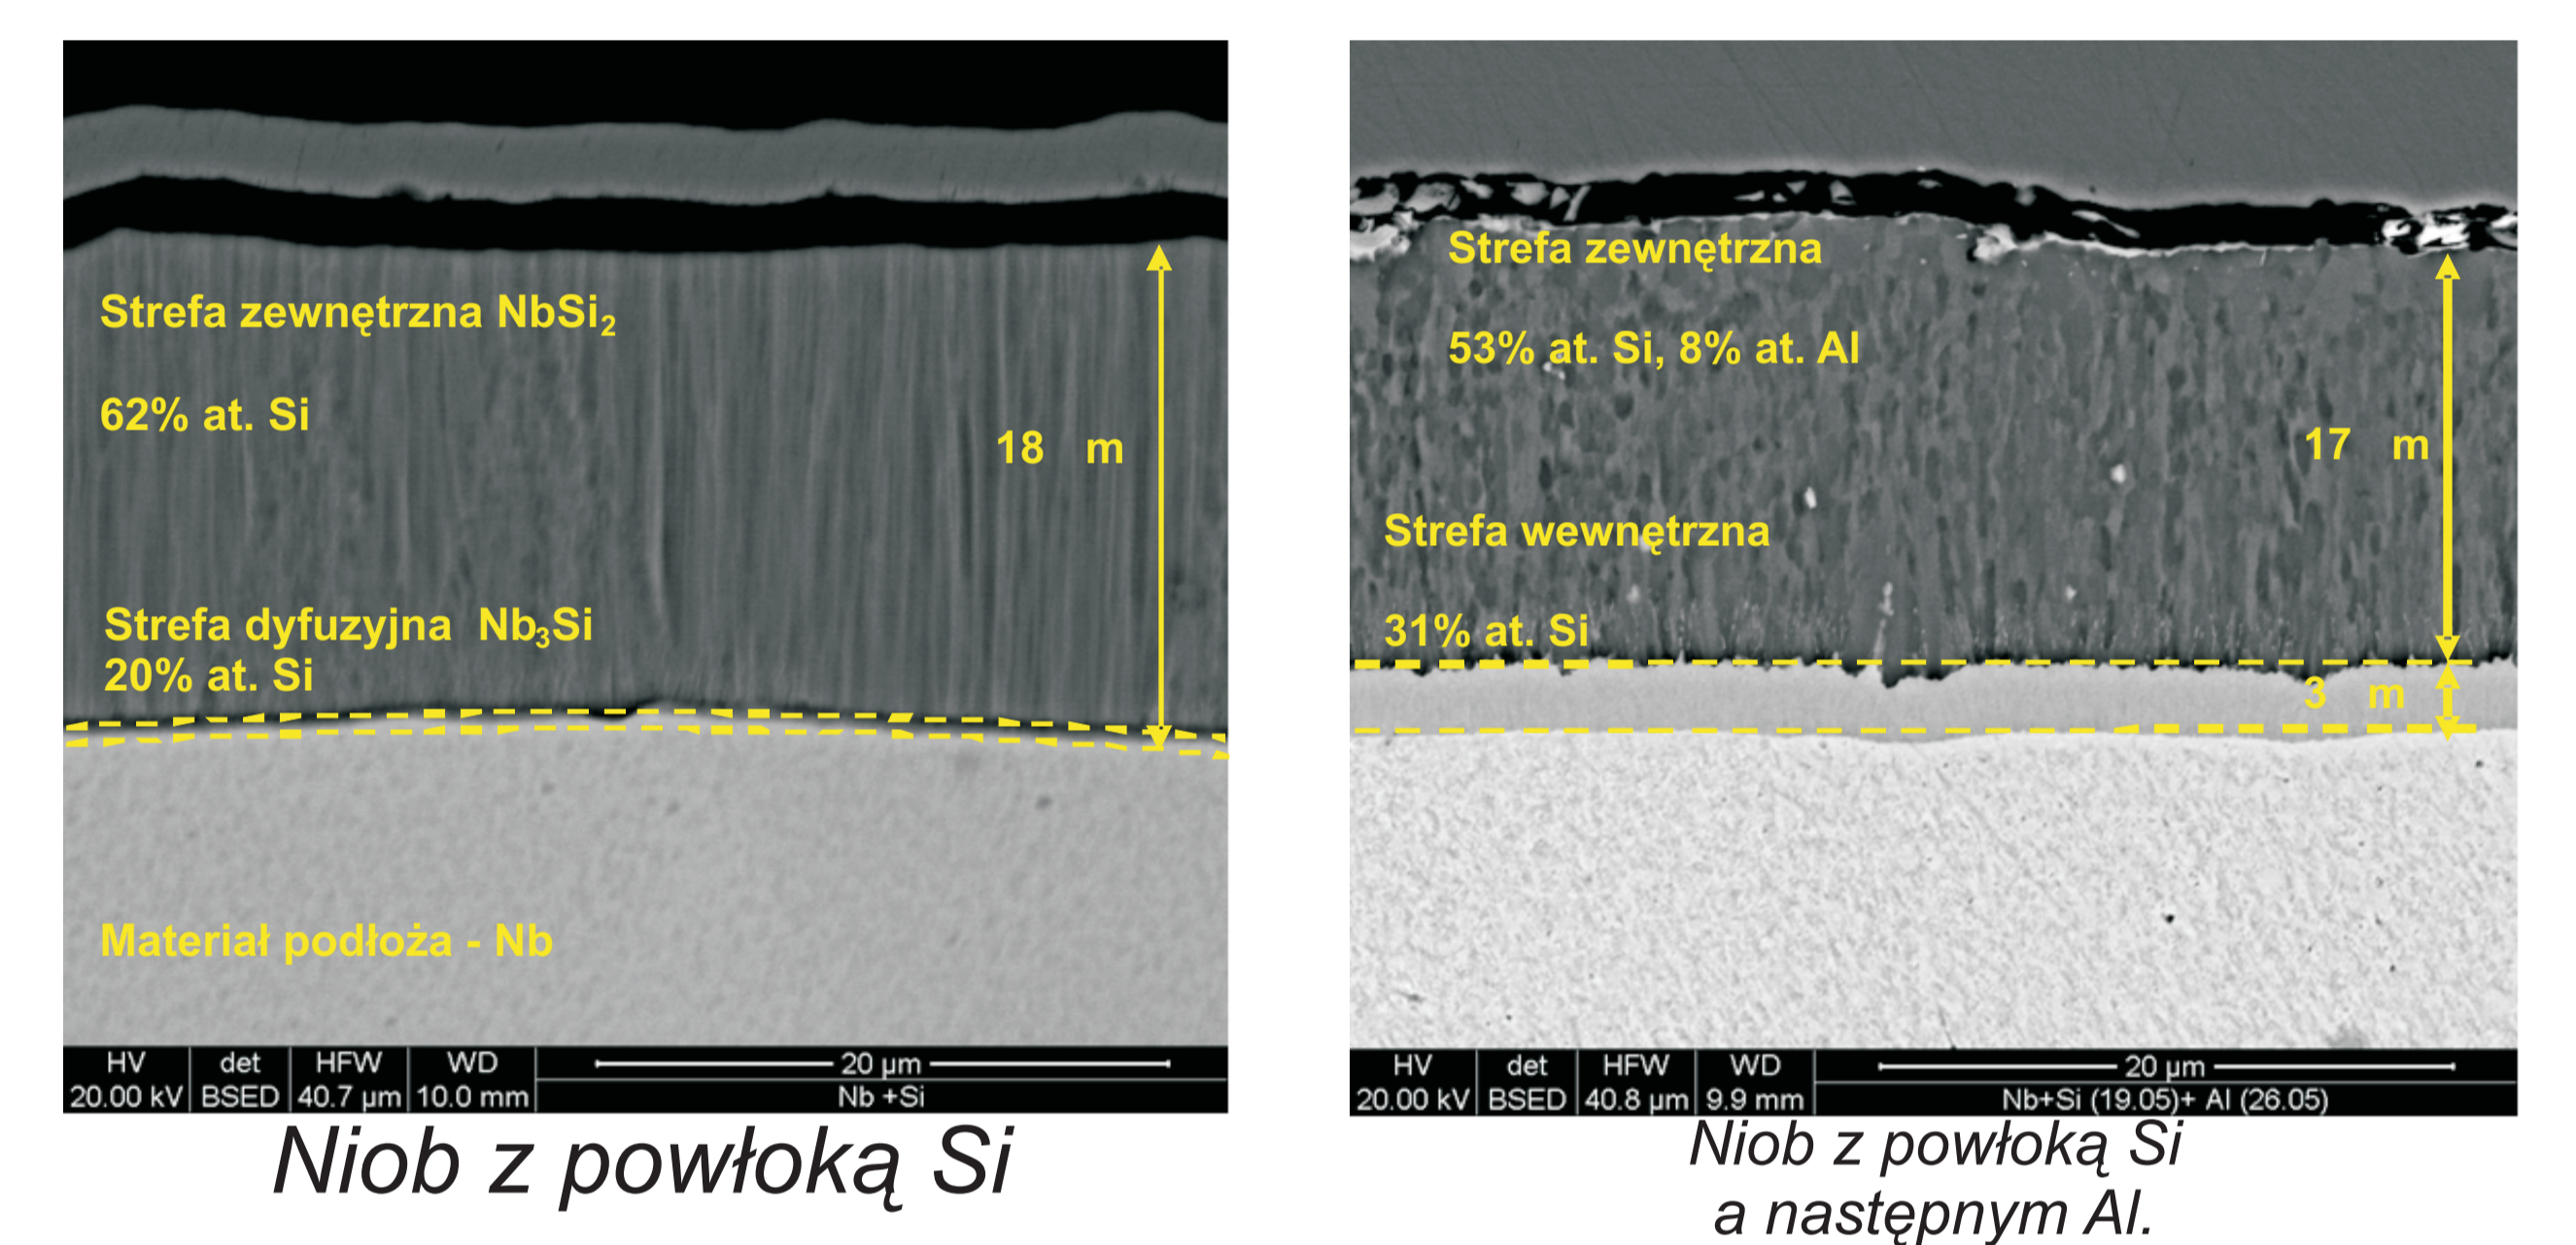 Strefa zewnętrzna NbSi₂
62% at. Si
18 m
Strefa dyfuzyjna Nb₃Si
20% at. Si
Materiał podłoża - Nb
HV det HFW WD 20 µm
20.00 kV BSED 40.7 µm 10.0 mm Nb +Si
Niob z powłoką Si
Strefa zewnętrzna
53% at. Si, 8% at. Al
17 m
Strefa wewnętrzna
31% at. Si
3 m
HV det HFW WD 20 µm
20.00 kV BSED 40.8 µm 9.9 mm Nb+Si (19.05)+ Al (26.05)
Niob z powłoką Si
a następnym Al.